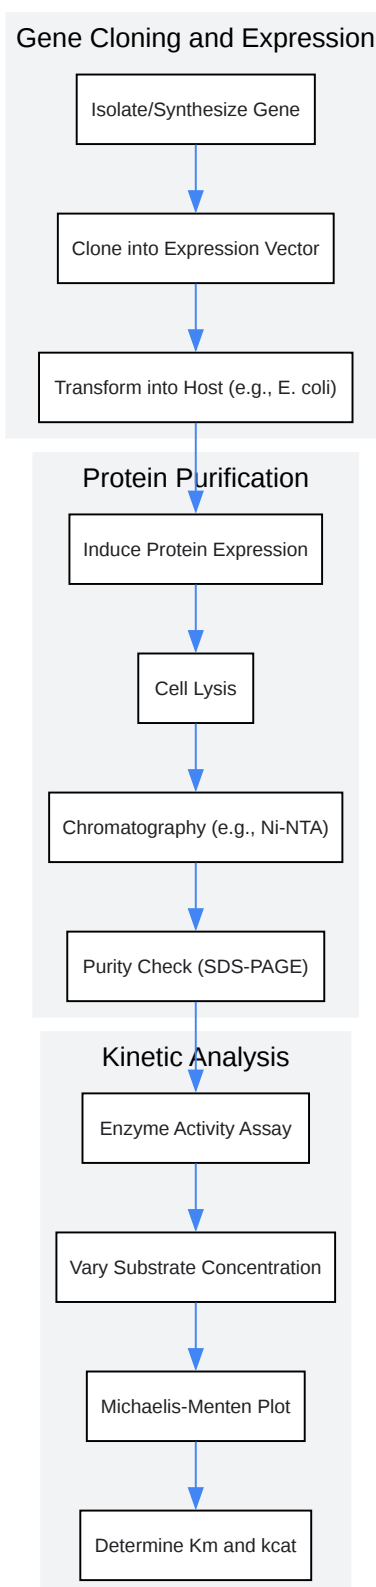 Gene Cloning and Expression
Isolate/Synthesize Gene
Clone into Expression Vector
Transform into Host (e.g., E. coli)
Protein Purification
Induce Protein Expression
Cell Lysis
Chromatography (e.g., Ni-NTA)
Purity Check (SDS-PAGE)
Kinetic Analysis
Enzyme Activity Assay
Vary Substrate Concentration
Michaelis-Menten Plot
Determine Km and kcat